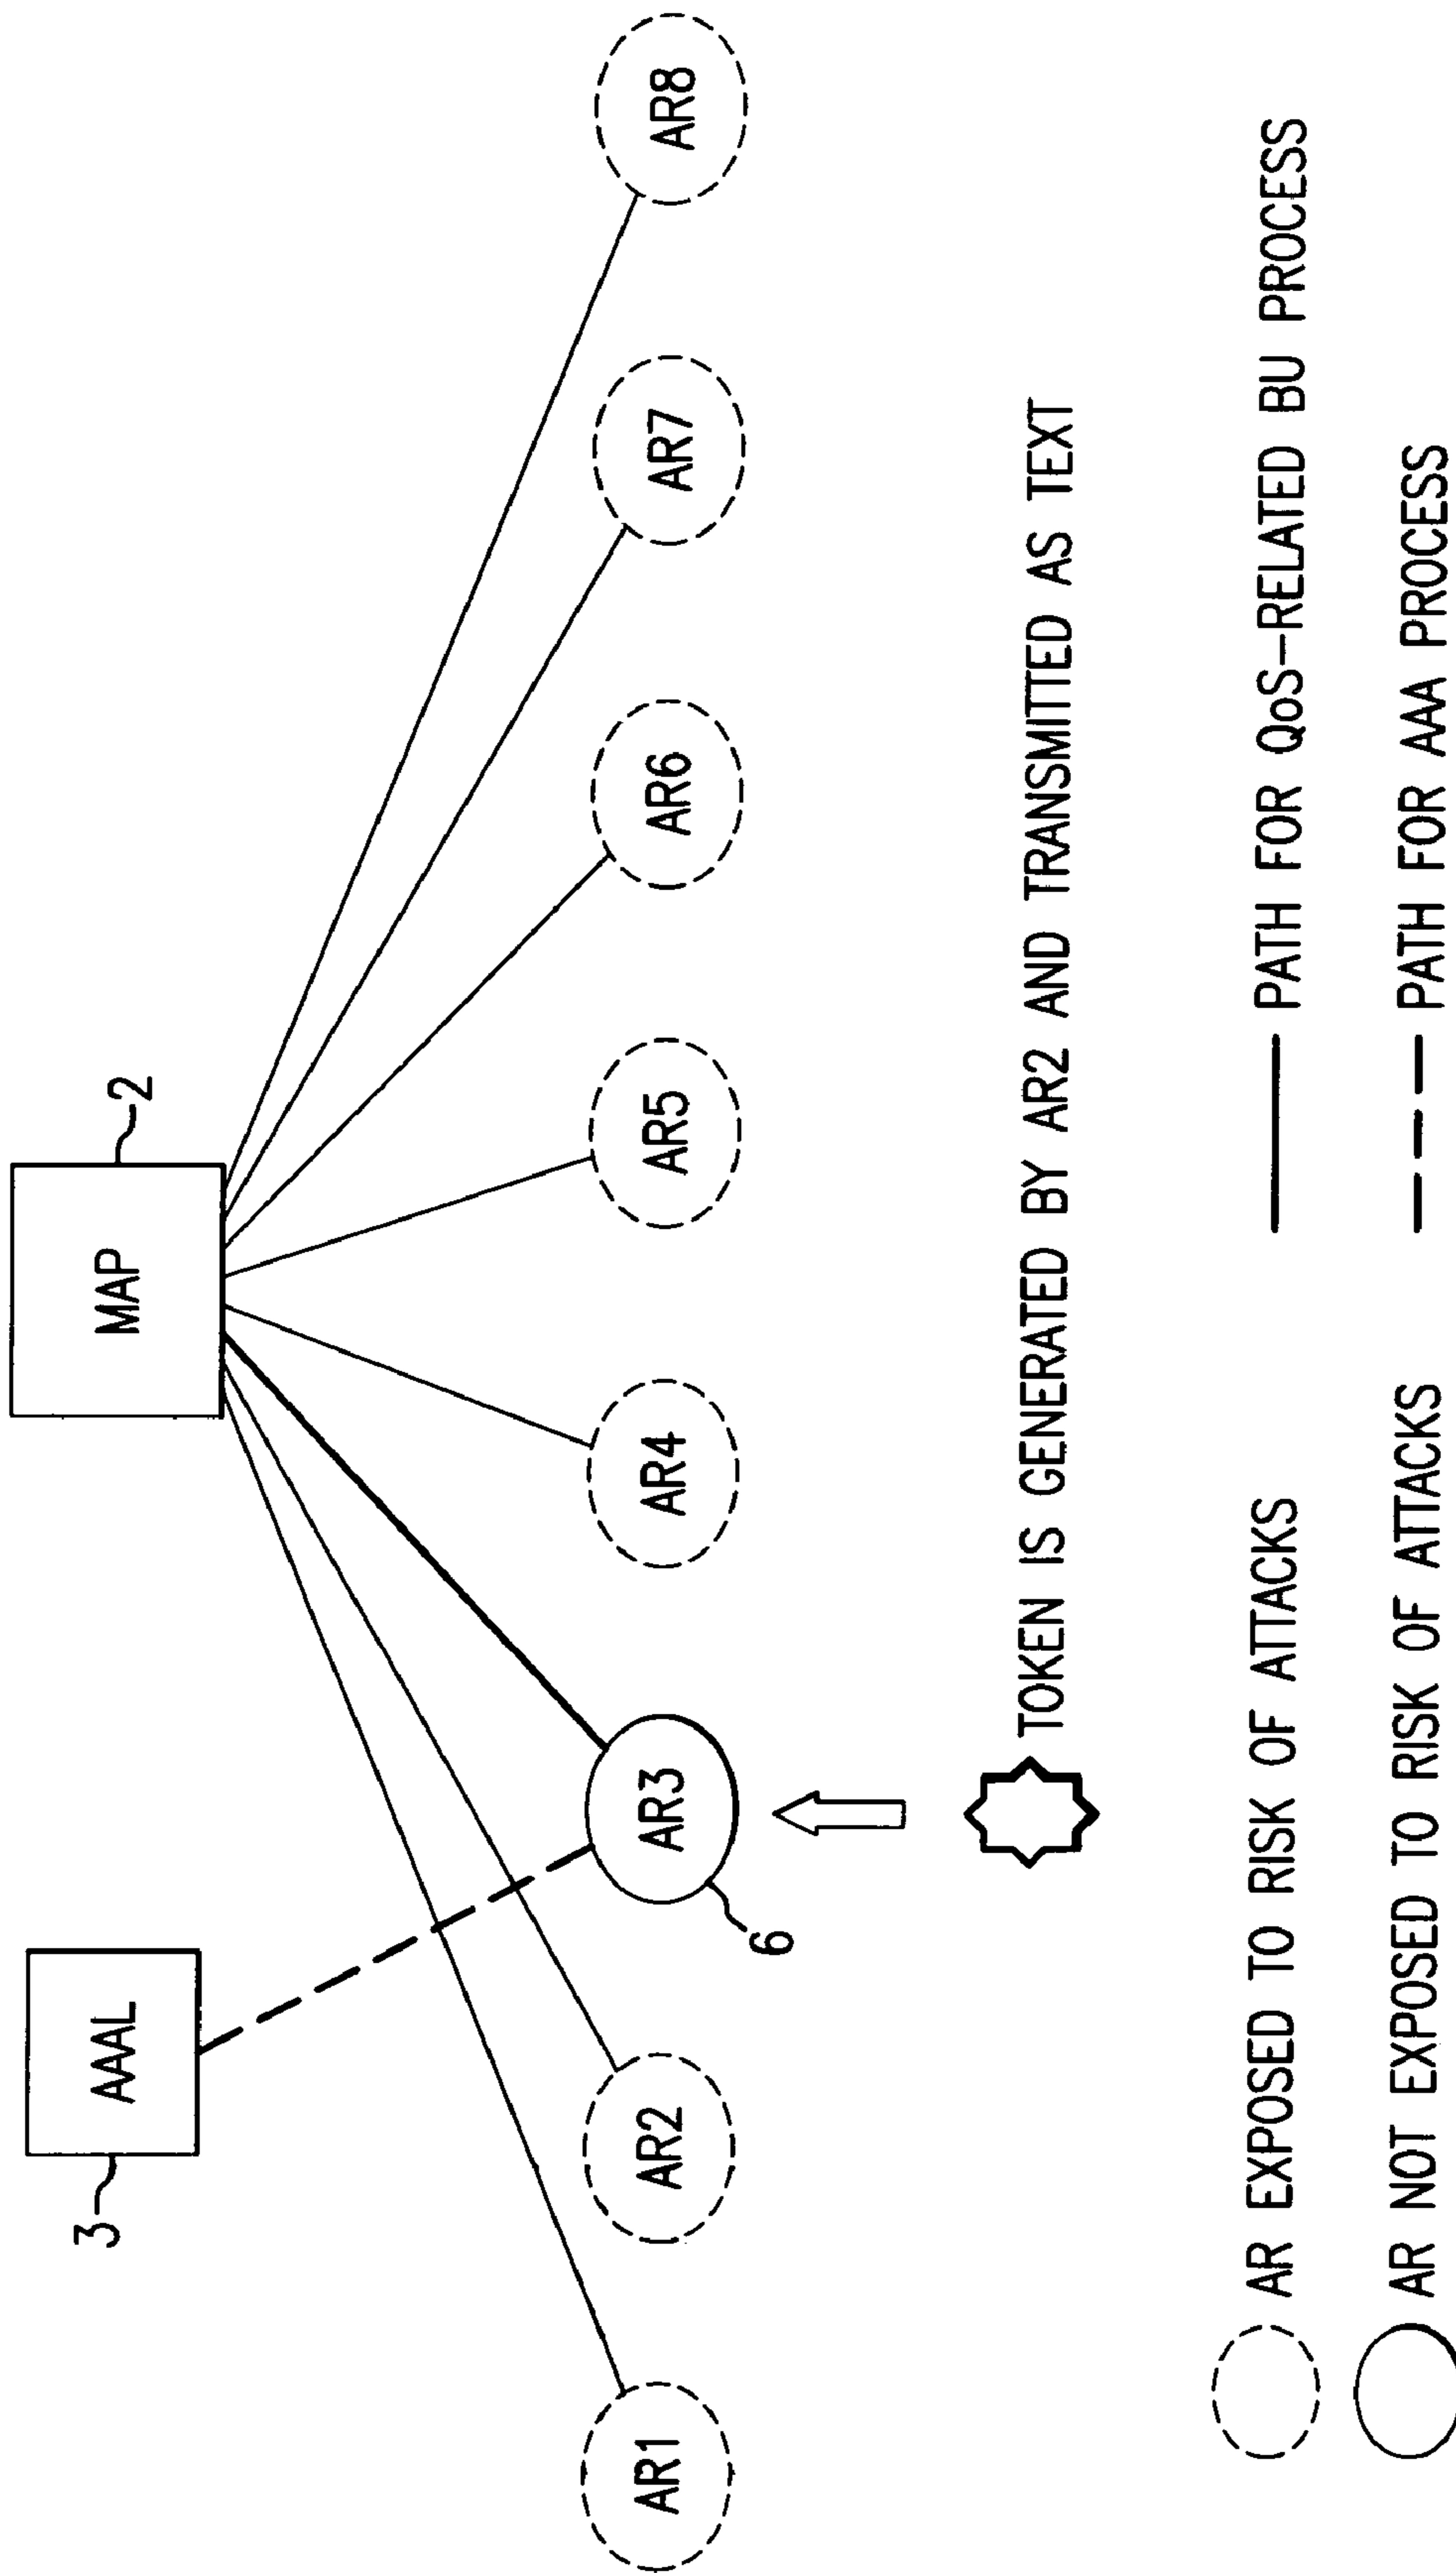 MAP
2
AAAL
3
AR1
AR2
AR3
AR4
AR5
AR6
AR7
AR8
6
TOKEN IS GENERATED BY AR2 AND TRANSMITTED AS TEXT
AR EXPOSED TO RISK OF ATTACKS
PATH FOR QoS-RELATED BU PROCESS
AR NOT EXPOSED TO RISK OF ATTACKS
PATH FOR AAA PROCESS